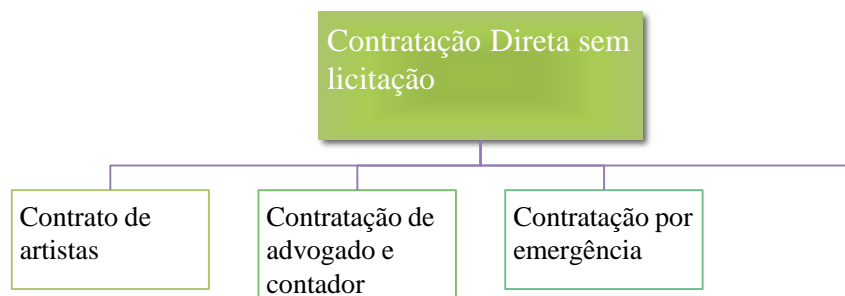 Contratação Direta sem
licitação
Contrato de
artistas
Contratação de
advogado e
contador
Contratação por
emergência